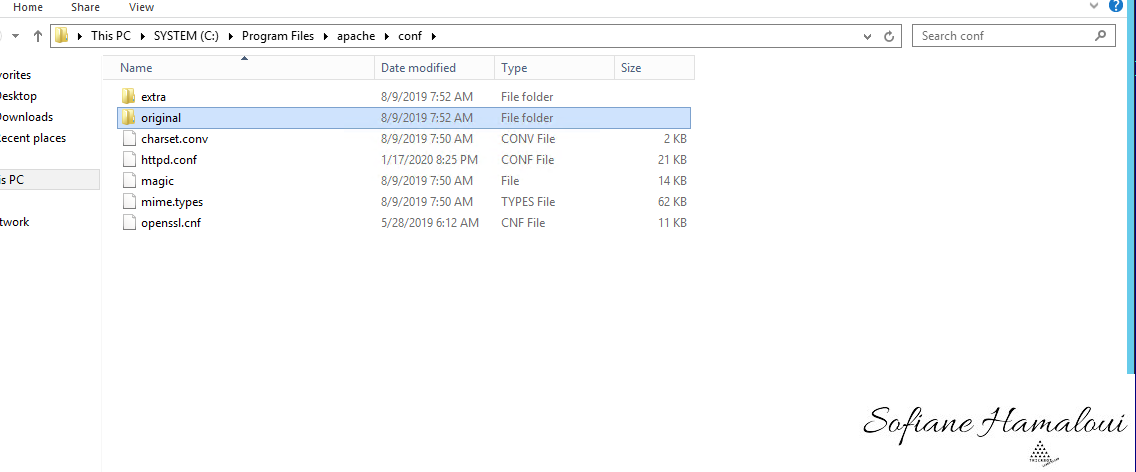 Home Share View
This PC SYSTEM (C:) Program Files apache conf
Search conf
Name Date modified Type Size
vorites
Desktop
Downloads
ecent places
is PC
twork
extra 8/9/2019 7:52 AM File folder
original 8/9/2019 7:52 AM File folder
charset.conv 8/9/2019 7:50 AM CONV File 2 KB
httpd.conf 1/17/2020 8:25 PM CONF File 21 KB
magic 8/9/2019 7:50 AM File 14 KB
mime.types 8/9/2019 7:50 AM TYPES File 62 KB
openssl.cnf 5/28/2019 6:12 AM CNF File 11 KB
Sofiane Hamaloui